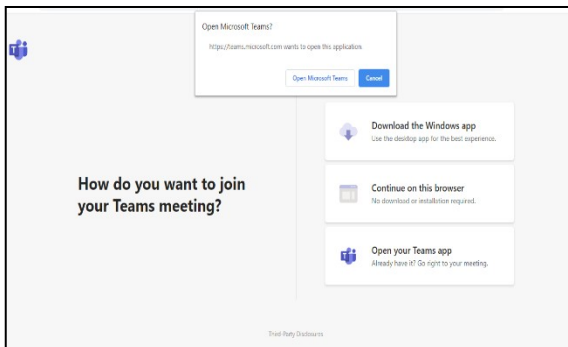 Open Microsoft Teams?
https://teams.microsoft.com wants to open this application.
Open Microsoft Teams
Cancel
How do you want to join
your Teams meeting?
Download the Windows app
Use the desktop app for the best experience.
Continue on this browser
No download or installation required.
Open your Teams app
Already have it? Go right to your meeting.
Third-Party Disclosures